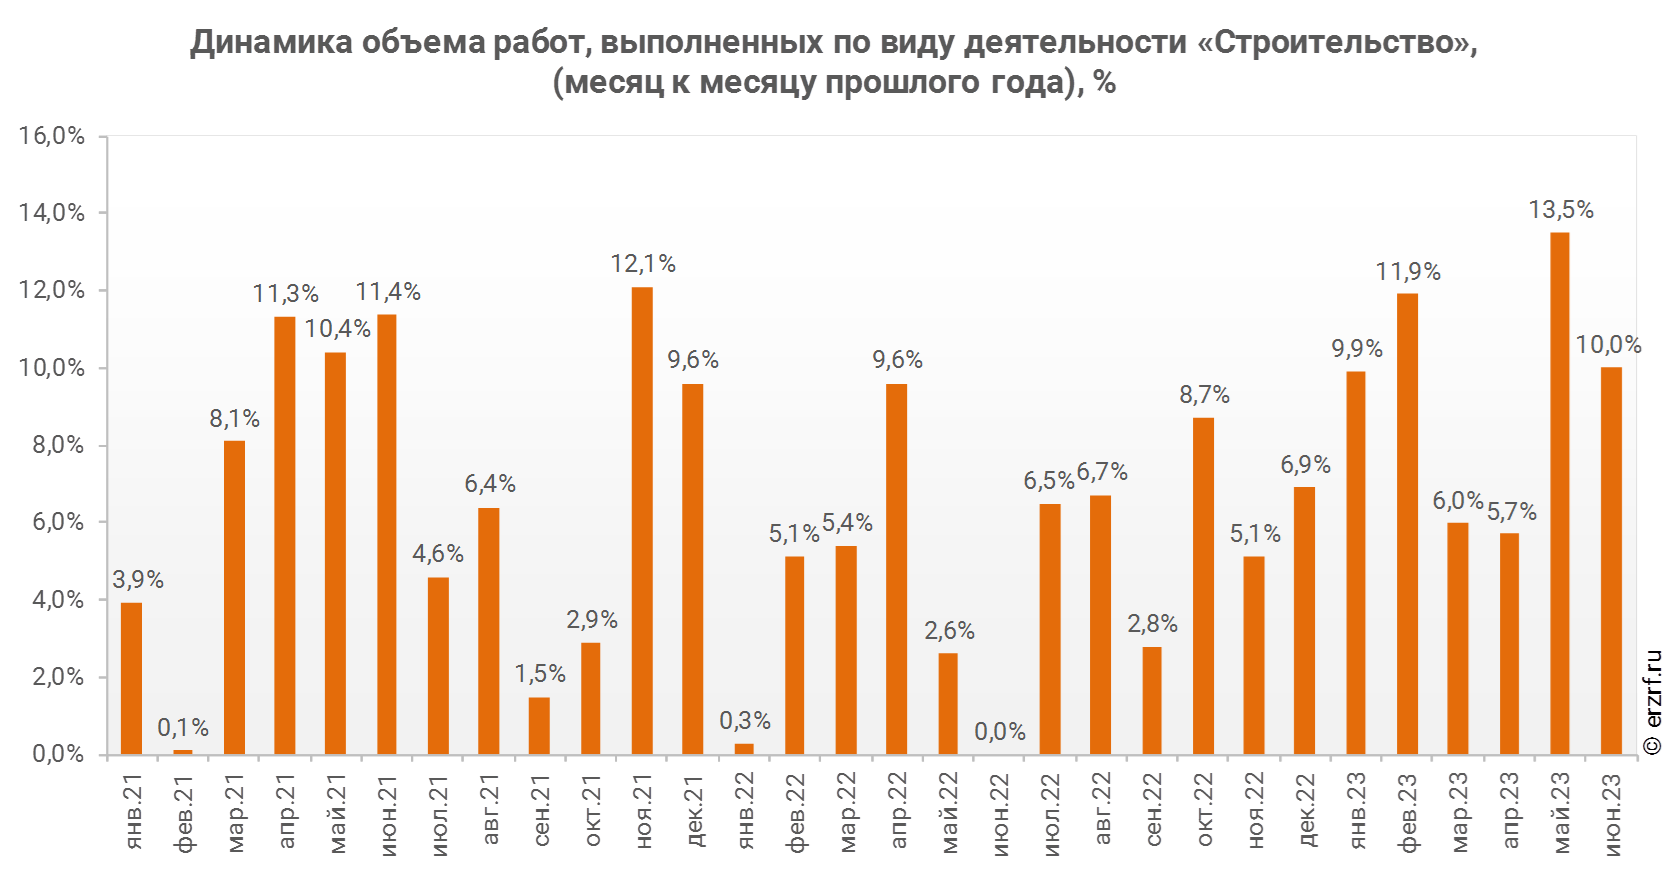 Динамика объема работ, выполненных по виду деятельности «Строительство»,
(месяц к месяцу прошлого года), %
16,0%
14,0%
12,0%
10,0%
8,0%
6,0%
4,0%
2,0%
0,0%
3,9%
0,1%
8,1%
11,3%
10,4%
11,4%
4,6%
6,4%
1,5%
2,9%
12,1%
9,6%
0,3%
5,1%
5,4%
9,6%
2,6%
0,0%
6,5%
6,7%
2,8%
8,7%
5,1%
6,9%
9,9%
11,9%
6,0%
5,7%
13,5%
10,0%
янв.21
фев.21
мар.21
апр.21
май.21
июн.21
июл.21
авг.21
сен.21
окт.21
ноя.21
дек.21
янв.22
фев.22
мар.22
апр.22
май.22
июн.22
июл.22
авг.22
сен.22
окт.22
ноя.22
дек.22
янв.23
фев.23
мар.23
апр.23
май.23
июн.23
© erzrf.ru